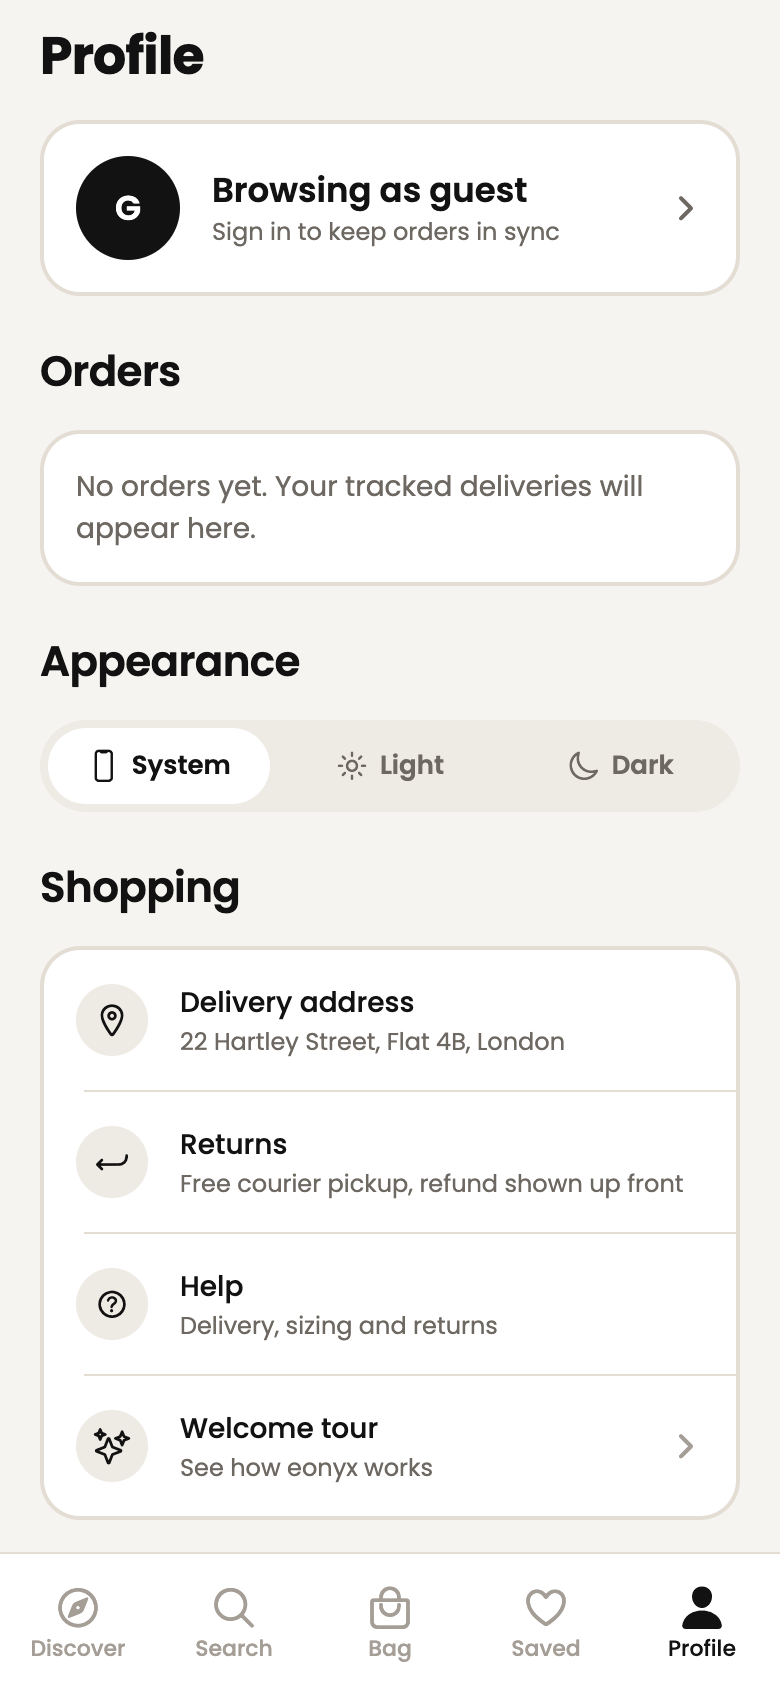 Profile
G
Browsing as guest
Sign in to keep orders in sync
Orders
No orders yet. Your tracked deliveries will
appear here.
Appearance
System
Light
Dark
Shopping
Delivery address
22 Hartley Street, Flat 4B, London
Returns
Free courier pickup, refund shown up front
Help
Delivery, sizing and returns
Welcome tour
See how eonyx works
Discover
Search
Bag
Saved
Profile